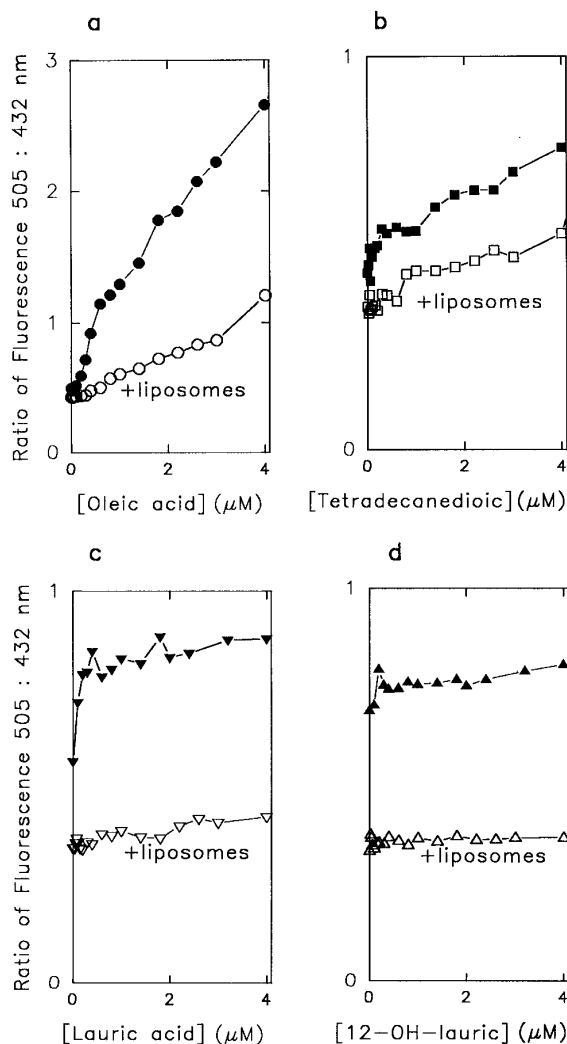 a
b
Ratio of Fluorescence 505 : 432 nm
3
2
1
0
+liposomes
0 2 4
[Oleic acid] (μM)
1
0
+liposomes
0 2 4
[Tetradecanedioic] (μM)
c
d
Ratio of Fluorescence 505 : 432 nm
1
0
+liposomes
0 2 4
[Lauric acid] (μM)
1
0
+liposomes
0 2 4
[12-OH-lauric] (μM)